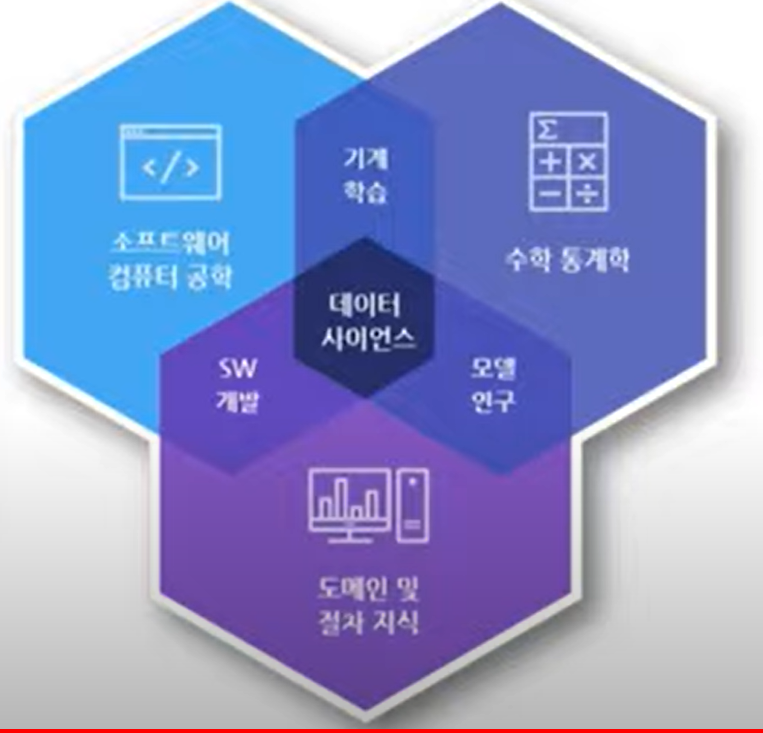 기계
학습
소프트웨어
컴퓨터 공학
Σ
+ ×
− ÷
</>
수학 통계학
데이터
사이언스
SW
개발
모델
연구
도메인 및
절차 지식